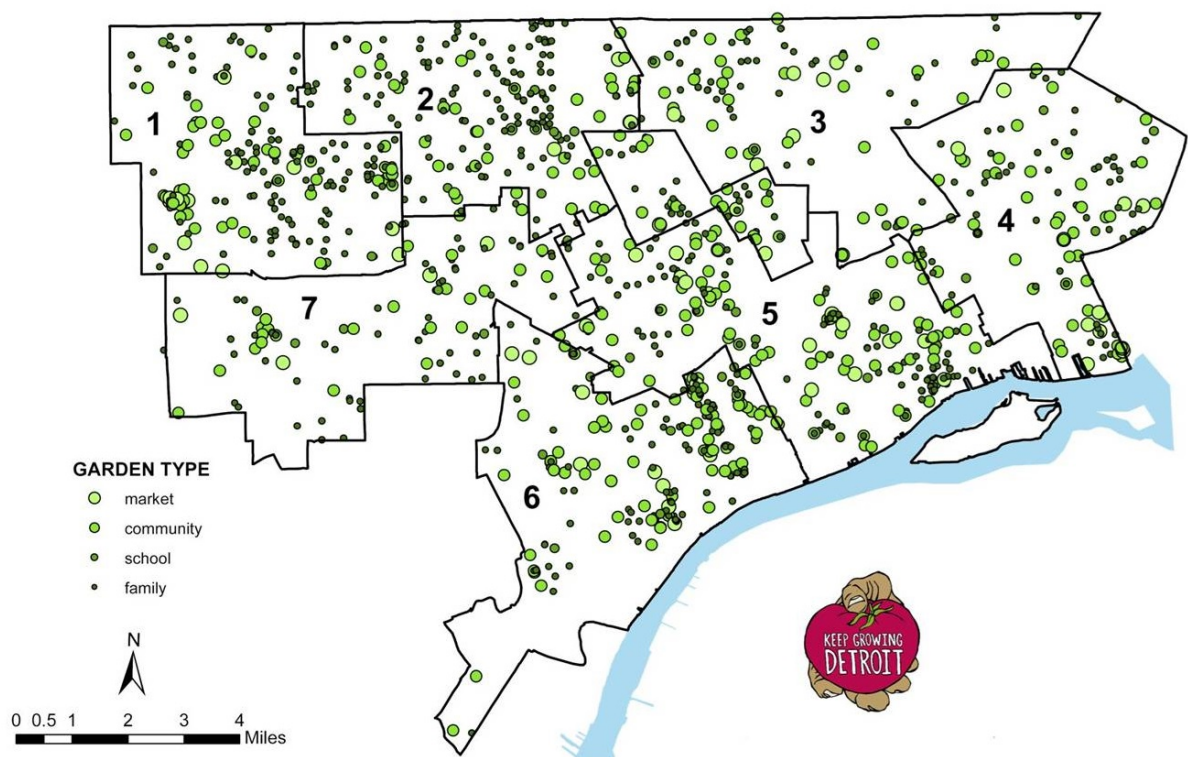 1
2
3
4
5
6
7
GARDEN TYPE
market
community
school
family
N
0 0.5 1 2 3 4
Miles
KEEP GROWING
DETROIT